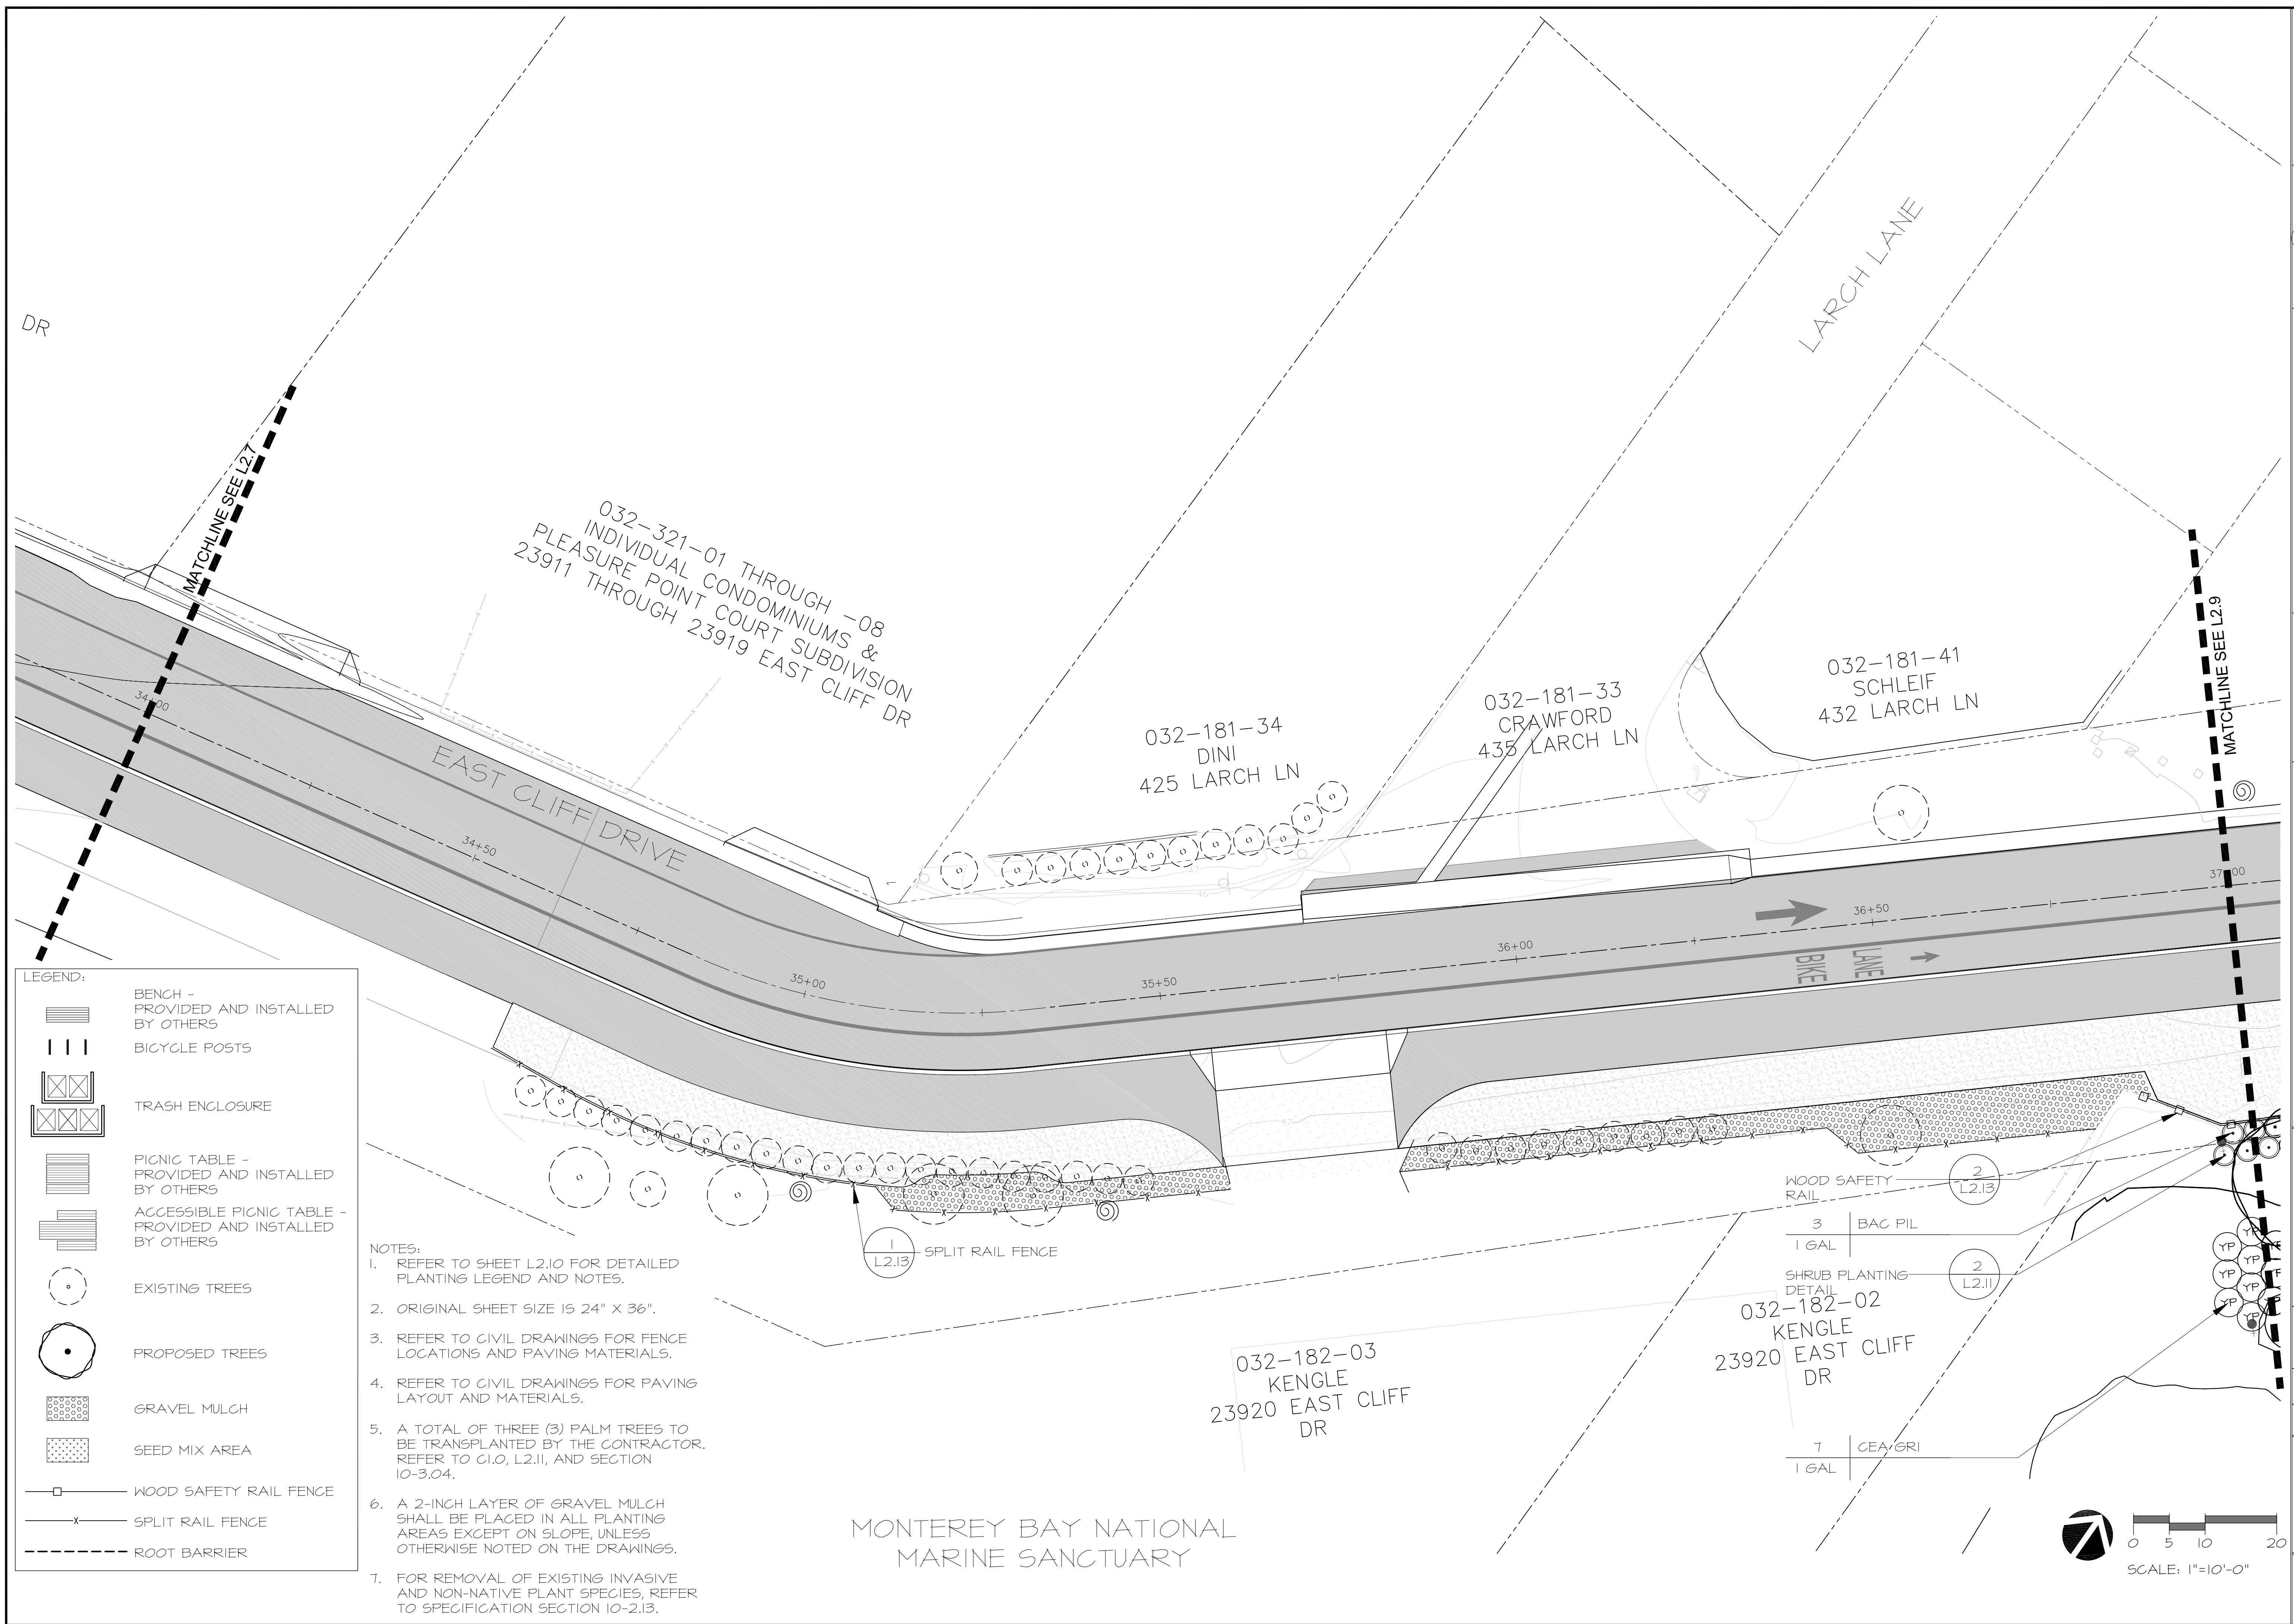 DR
MATCHLINE SEE L2.7
032-321-01 THROUGH -08
INDIVIDUAL CONDOMINIUMS &
PLEASURE POINT COURT SUBDIVISION
23911 THROUGH 23919 EAST CLIFF DR
LARCH LANE
032-181-34
DINI
425 LARCH LN
032-181-33
CRAWFORD
435 LARCH LN
032-181-41
SCHLEIF
432 LARCH LN
MATCHLINE SEE L2.9
EAST CLIFF DRIVE
34+00
34+50
35+00
35+50
36+00
36+50
37+00
BIKE
LANE
LEGEND:
BENCH -
PROVIDED AND INSTALLED
BY OTHERS
BICYCLE POSTS
TRASH ENCLOSURE
PICNIC TABLE -
PROVIDED AND INSTALLED
BY OTHERS
ACCESSIBLE PICNIC TABLE -
PROVIDED AND INSTALLED
BY OTHERS
EXISTING TREES
PROPOSED TREES
GRAVEL MULCH
SEED MIX AREA
WOOD SAFETY RAIL FENCE
SPLIT RAIL FENCE
ROOT BARRIER
NOTES:
1. REFER TO SHEET L2.10 FOR DETAILED
PLANTING LEGEND AND NOTES.
2. ORIGINAL SHEET SIZE IS 24" X 36".
3. REFER TO CIVIL DRAWINGS FOR FENCE
LOCATIONS AND PAVING MATERIALS.
4. REFER TO CIVIL DRAWINGS FOR PAVING
LAYOUT AND MATERIALS.
5. A TOTAL OF THREE (3) PALM TREES TO
BE TRANSPLANTED BY THE CONTRACTOR.
REFER TO C1.0, L2.11, AND SECTION
10-3.04.
6. A 2-INCH LAYER OF GRAVEL MULCH
SHALL BE PLACED IN ALL PLANTING
AREAS EXCEPT ON SLOPE, UNLESS
OTHERWISE NOTED ON THE DRAWINGS.
7. FOR REMOVAL OF EXISTING INVASIVE
AND NON-NATIVE PLANT SPECIES, REFER
TO SPECIFICATION SECTION 10-2.13.
1
L2.13
SPLIT RAIL FENCE
WOOD SAFETY
RAIL
2
L2.13
3 BAC PIL
1 GAL
SHRUB PLANTING
DETAIL
2
L2.11
032-182-02
KENGLE
23920 EAST CLIFF
DR
032-182-03
KENGLE
23920 EAST CLIFF
DR
7 CEA GRI
1 GAL
YP
YP
YP
YP
YP
YP
YP
YP
MONTEREY BAY NATIONAL
MARINE SANCTUARY
0 5 10 20
SCALE: 1"=10'-0"